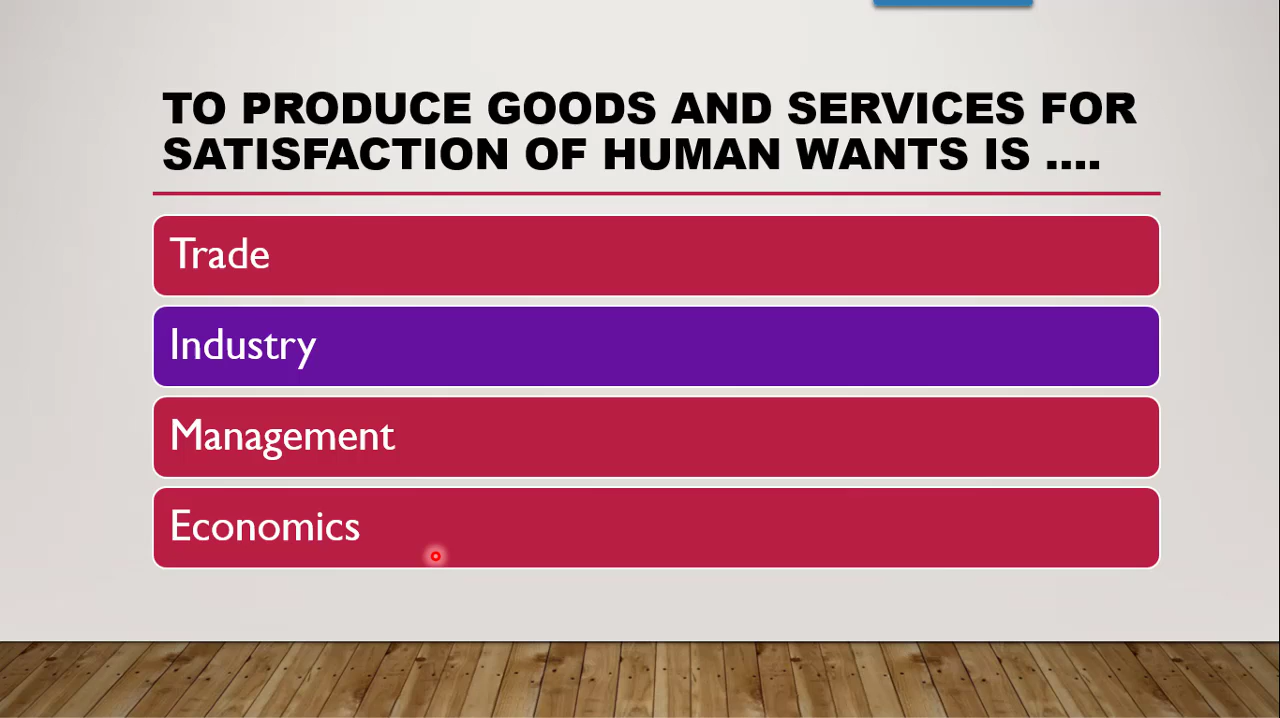 TO PRODUCE GOODS AND SERVICES FOR
SATISFACTION OF HUMAN WANTS IS ....
Trade
Industry
Management
Economics